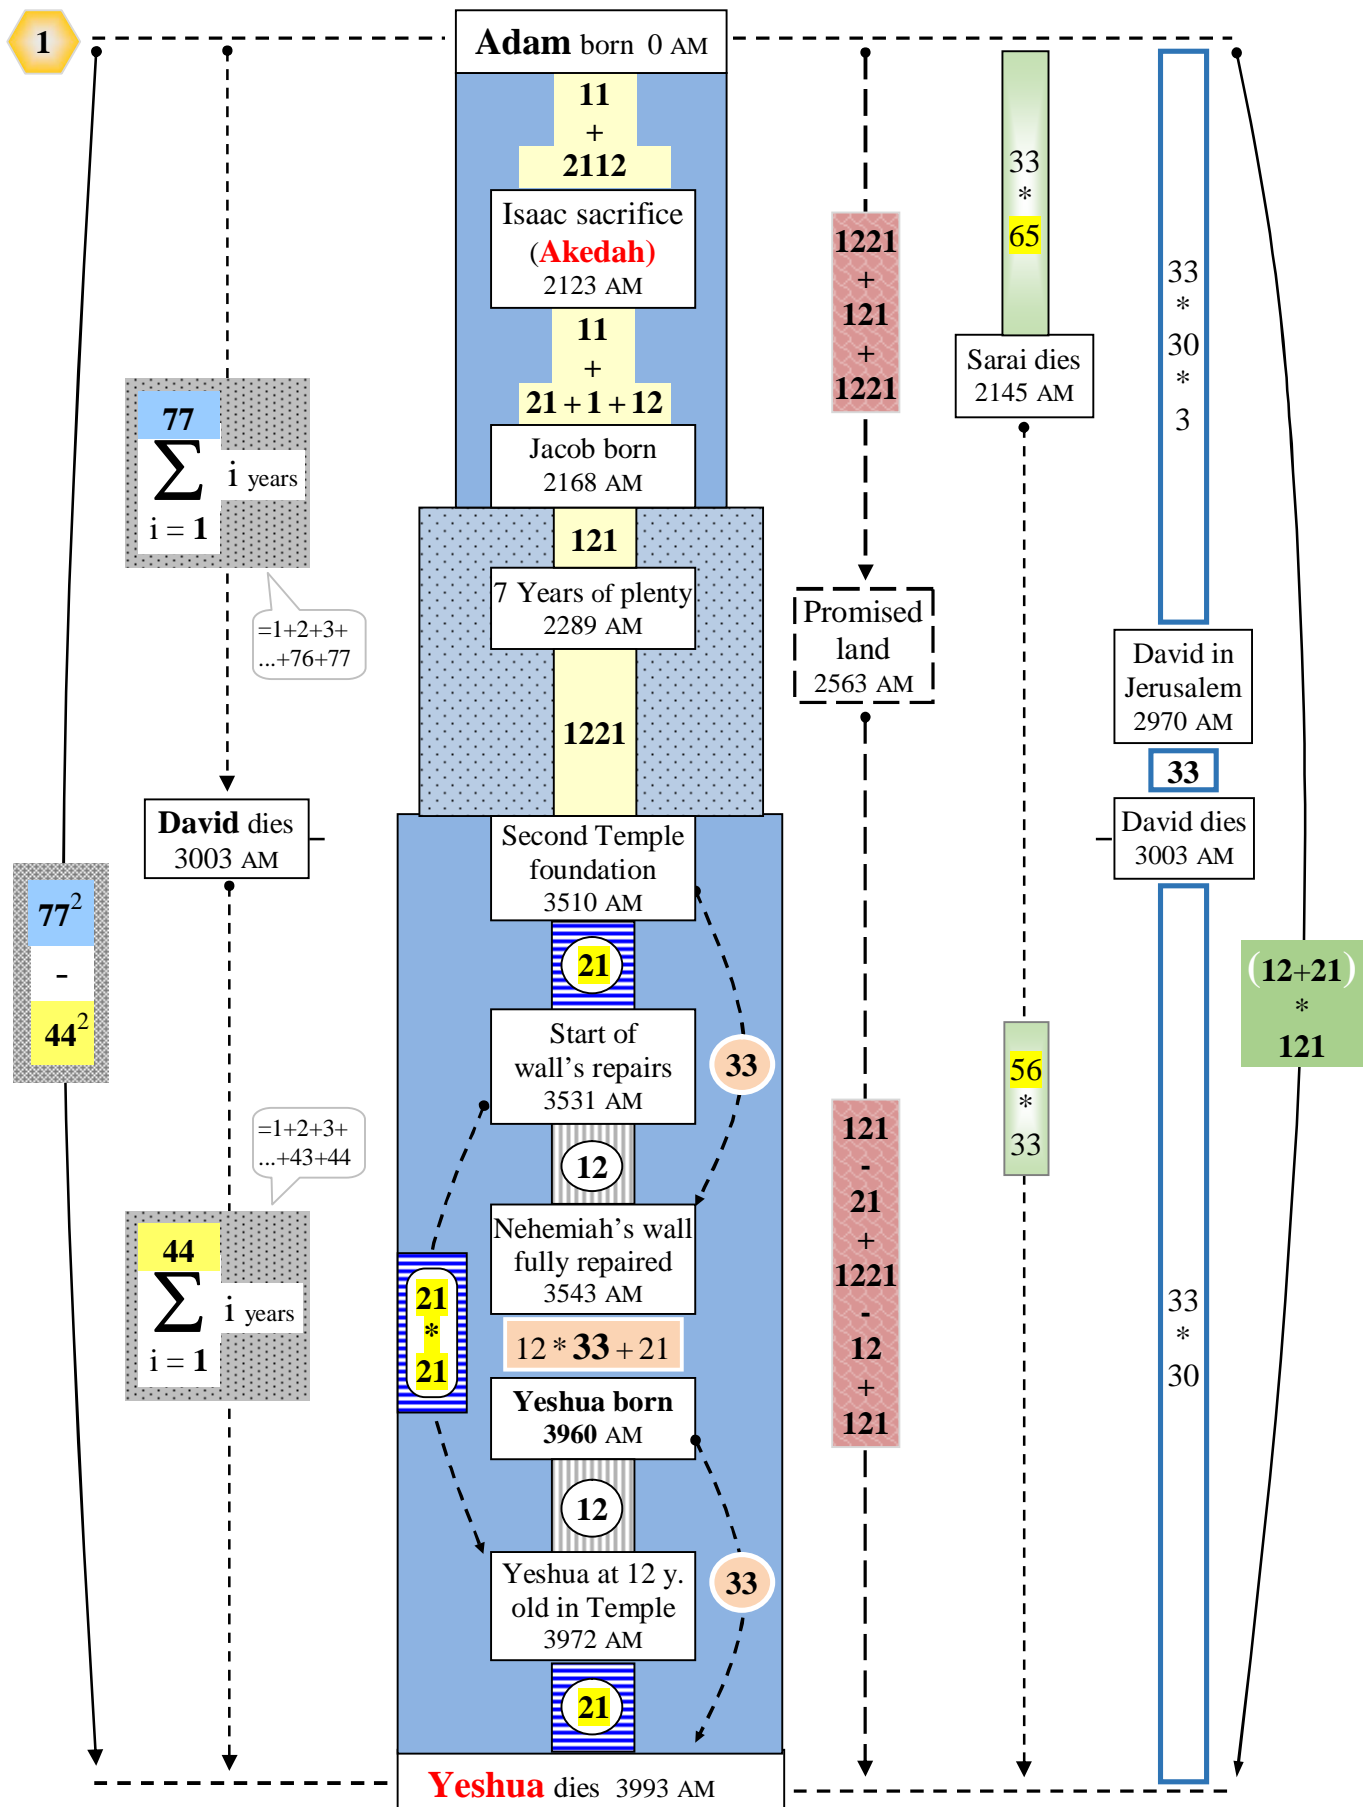 1
Adam born 0 AM
11
+
2112
Isaac sacrifice
(Akedah)
2123 AM
11
+
21 + 1 + 12
Jacob born
2168 AM
121
7 Years of plenty
2289 AM
1221
Second Temple
foundation
3510 AM
21
Start of
wall's repairs
3531 AM
33
12
Nehemiah's wall
fully repaired
3543 AM
21
*
21
12 * 33 + 21
Yeshua born
3960 AM
12
Yeshua at 12 y.
old in Temple
3972 AM
33
21
Yeshua dies 3993 AM
77²
-
44²
77
∑ i years
i = 1
=1+2+3+
...+76+77
David dies
3003 AM
=1+2+3+
...+43+44
44
∑ i years
i = 1
1221
+
121
+
1221
Promised
land
2563 AM
121
-
21
+
1221
-
12
+
121
33
*
65
Sarai dies
2145 AM
56
*
33
33
*
30
*
3
David in
Jerusalem
2970 AM
33
David dies
3003 AM
33
*
30
(12+21)
*
121